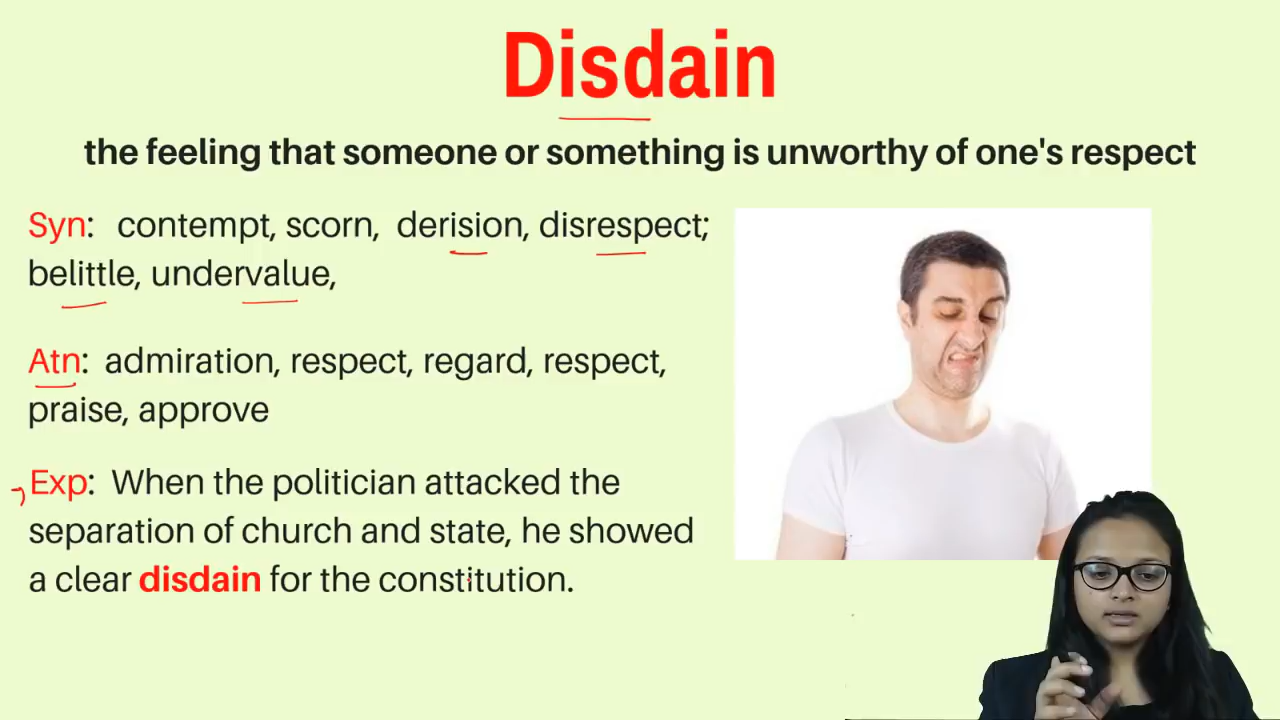 Disdain
the feeling that someone or something is unworthy of one's respect
Syn:  contempt, scorn,  derision, disrespect;
belittle, undervalue,
Atn:  admiration, respect, regard, respect,
praise, approve
Exp:  When the politician attacked the
separation of church and state, he showed
a clear disdain for the constitution.